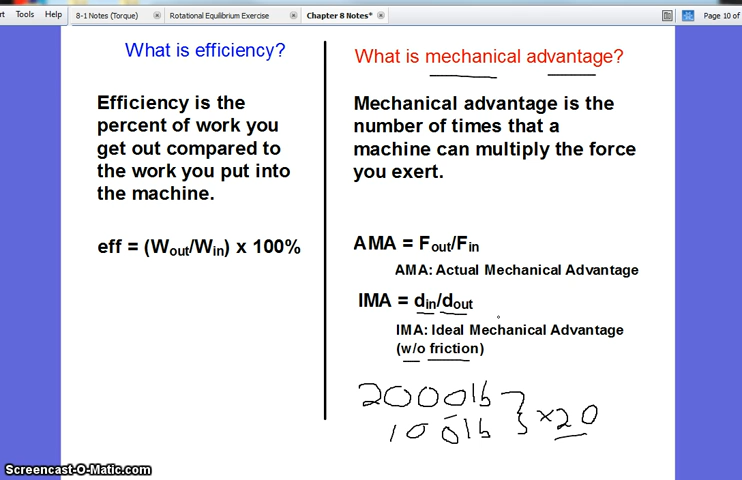 rt Tools Help 8-1 Notes (Torque) Rotational Equilibrium Exercise Chapter 8 Notes* Page 10 of
What is efficiency?
Efficiency is the
percent of work you
get out compared to
the work you put into
the machine.
eff = (Wout/Win) x 100%
What is mechanical advantage?
Mechanical advantage is the
number of times that a
machine can multiply the force
you exert.
AMA = Fout/Fin
AMA: Actual Mechanical Advantage
IMA = din/dout
IMA: Ideal Mechanical Advantage
(w/o friction)
2000lb
100lb } x20
Screencast-O-Matic.com